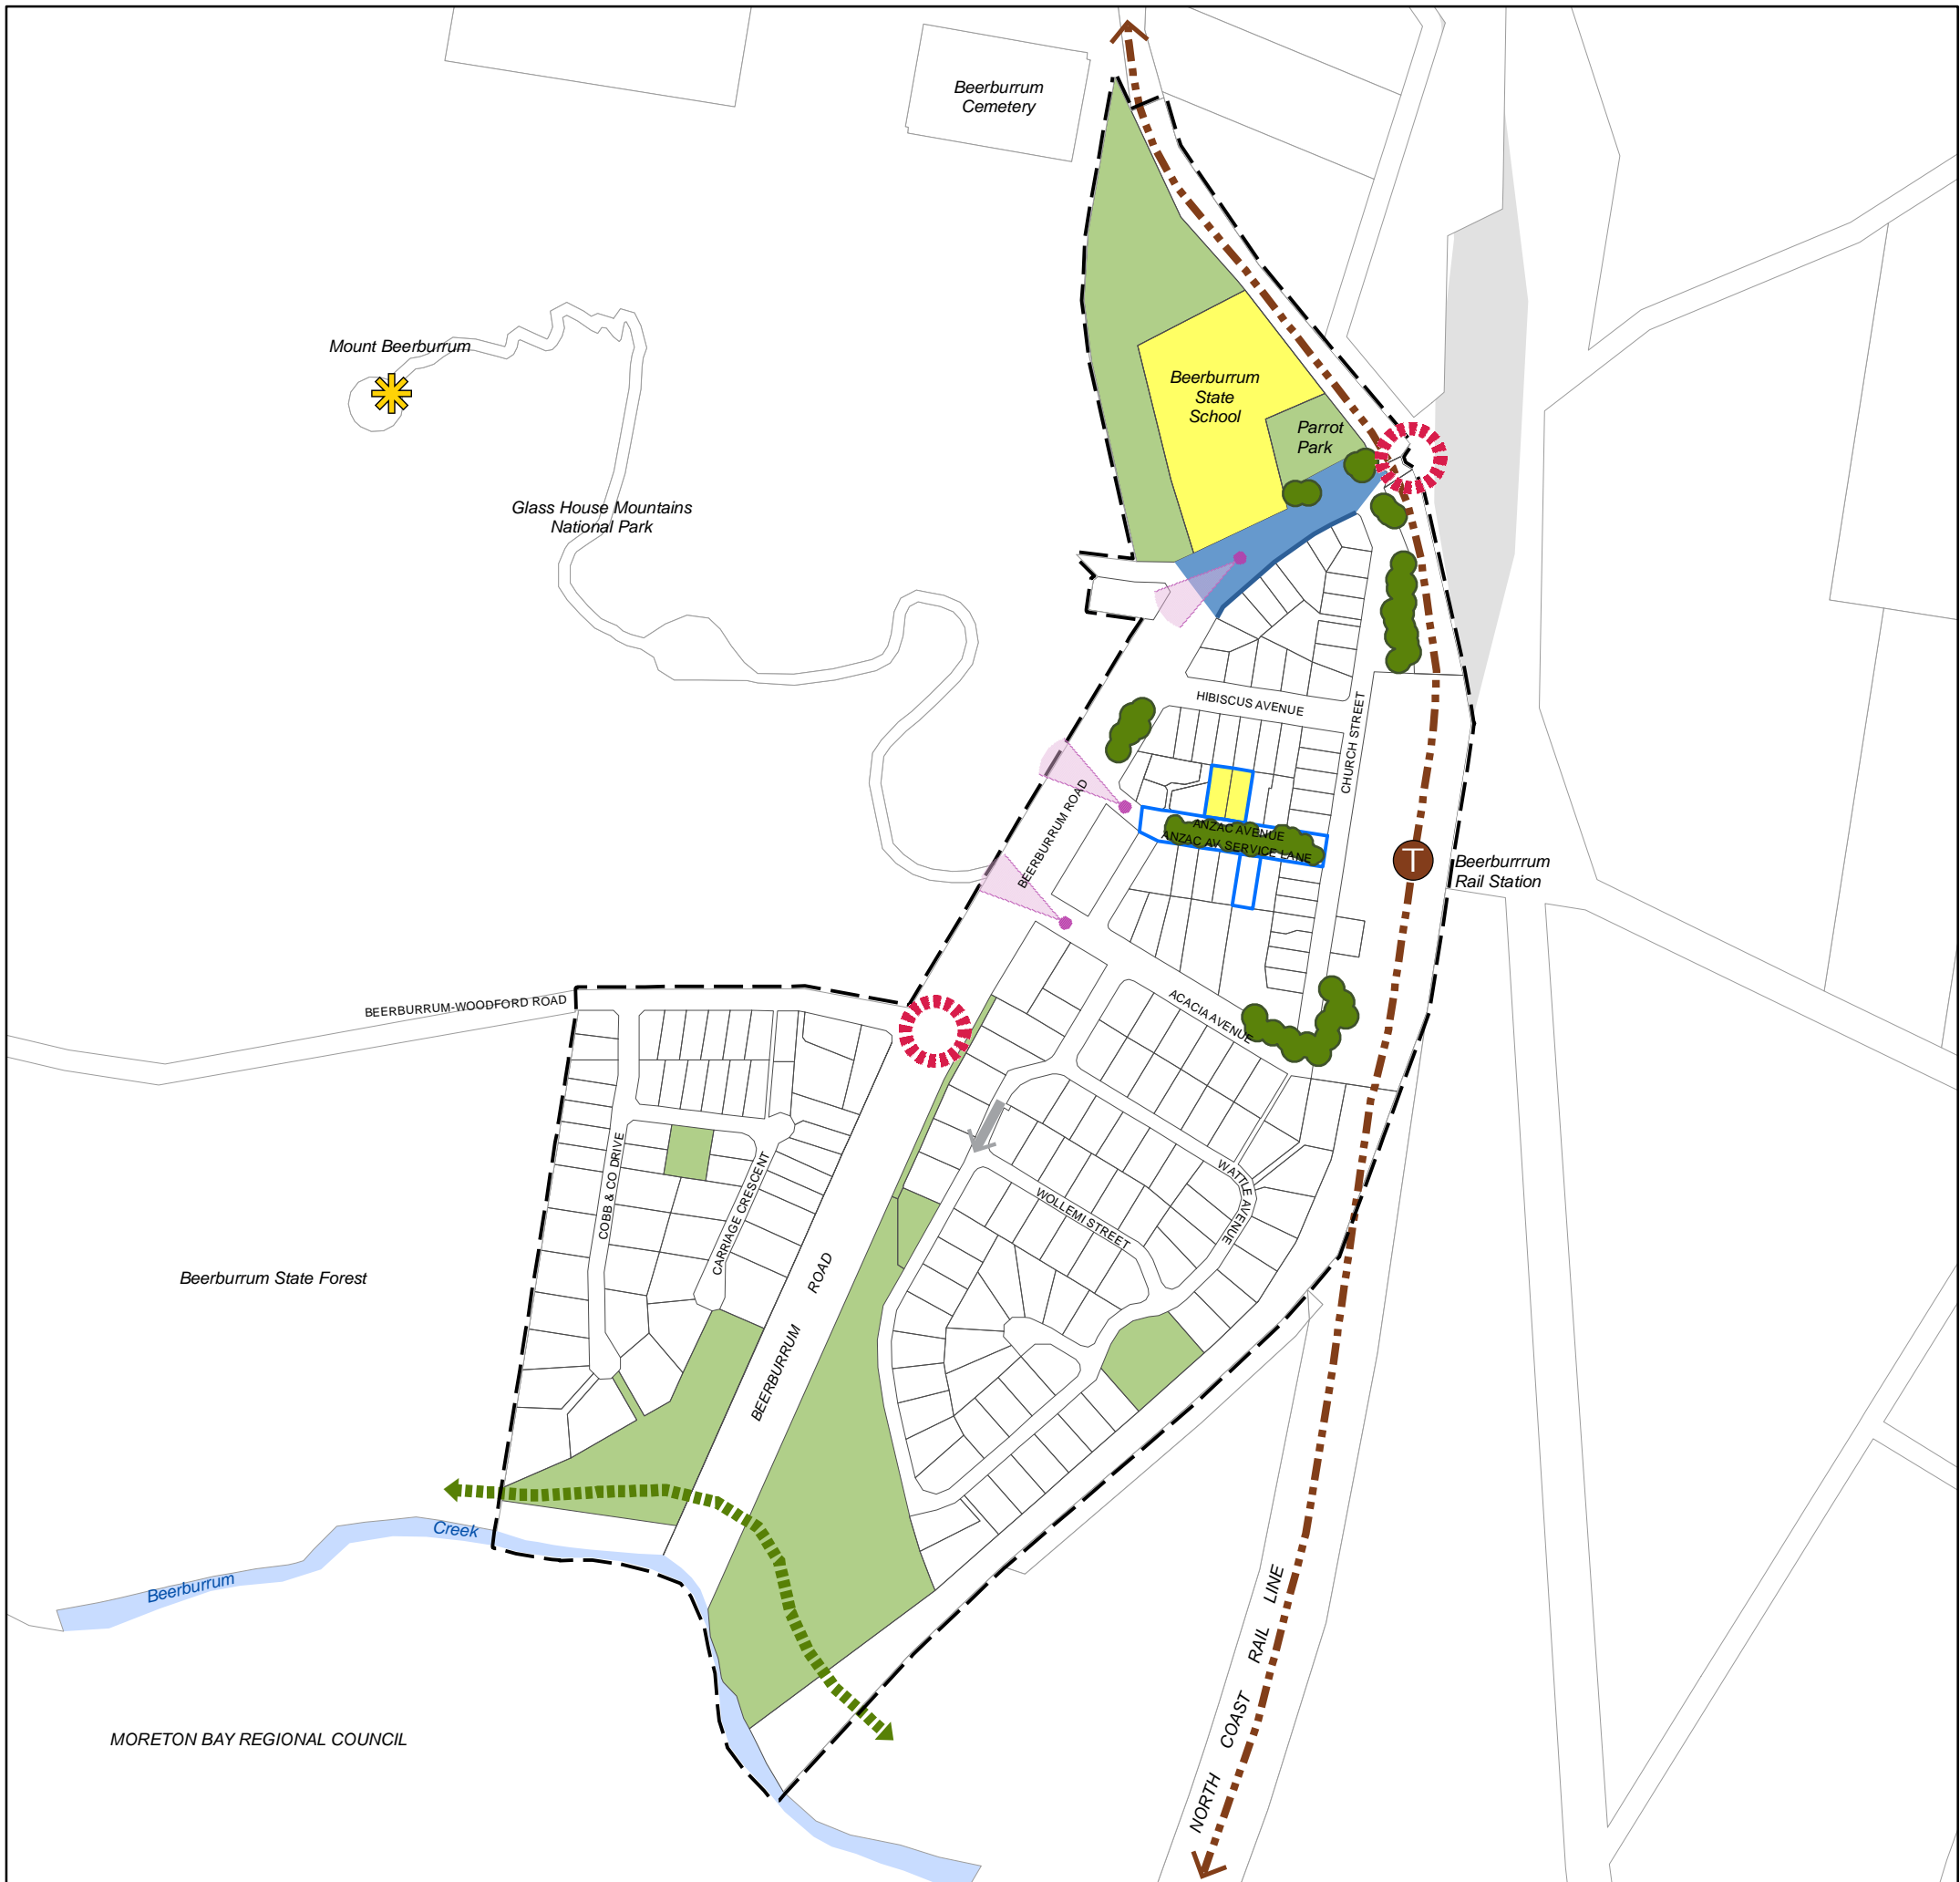 Beerburrum
Cemetery
Mount Beerburrum
Beerburrum
State
School
Parrot
Park
Glass House Mountains
National Park
HIBISCUS AVENUE
CHURCH STREET
BEERBURRUM ROAD
ANZAC AVENUE
ANZAC AV SERVICE LANE
T
Beerburrrum
Rail Station
BEERBURRUM-WOODFORD ROAD
ACACIA AVENUE
COBB & CO DRIVE
CARRIAGE CRESCENT
WATTLE AVENUE
WOLLEMI STREET
Beerburrum State Forest
BEERBURRUM ROAD
Beerburrum Creek
NORTH COAST RAIL LINE
MORETON BAY REGIONAL COUNCIL